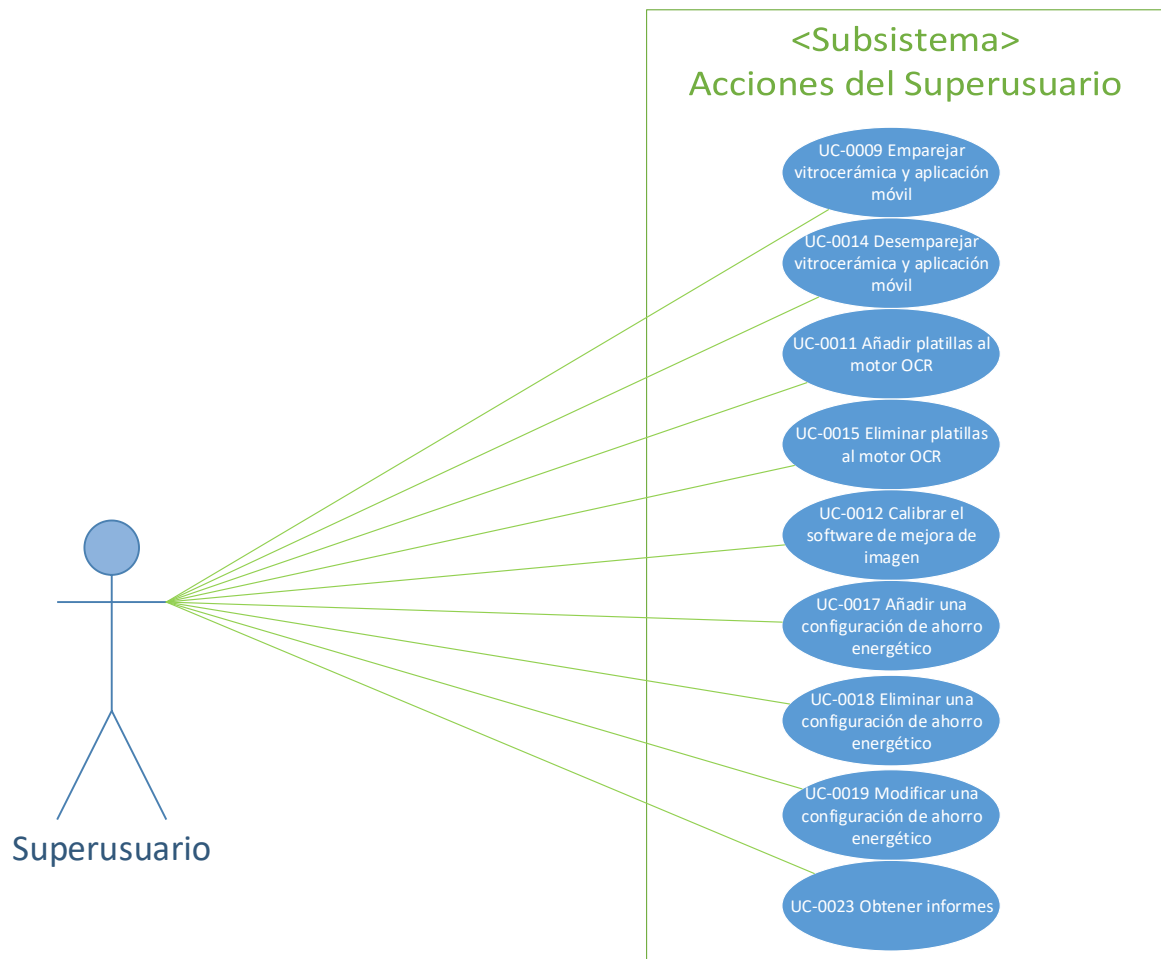 <Subsistema>
Acciones del Superusuario
UC-0009 Emparejar
vitrocerámica y aplicación
móvil
UC-0014 Desemparejar
vitrocerámica y aplicación
móvil
UC-0011 Añadir platillas al
motor OCR
UC-0015 Eliminar platillas
al motor OCR
UC-0012 Calibrar el
software de mejora de
imagen
UC-0017 Añadir una
configuración de ahorro
energético
UC-0018 Eliminar una
configuración de ahorro
energético
UC-0019 Modificar una
configuración de ahorro
energético
UC-0023 Obtener informes
Superusuario